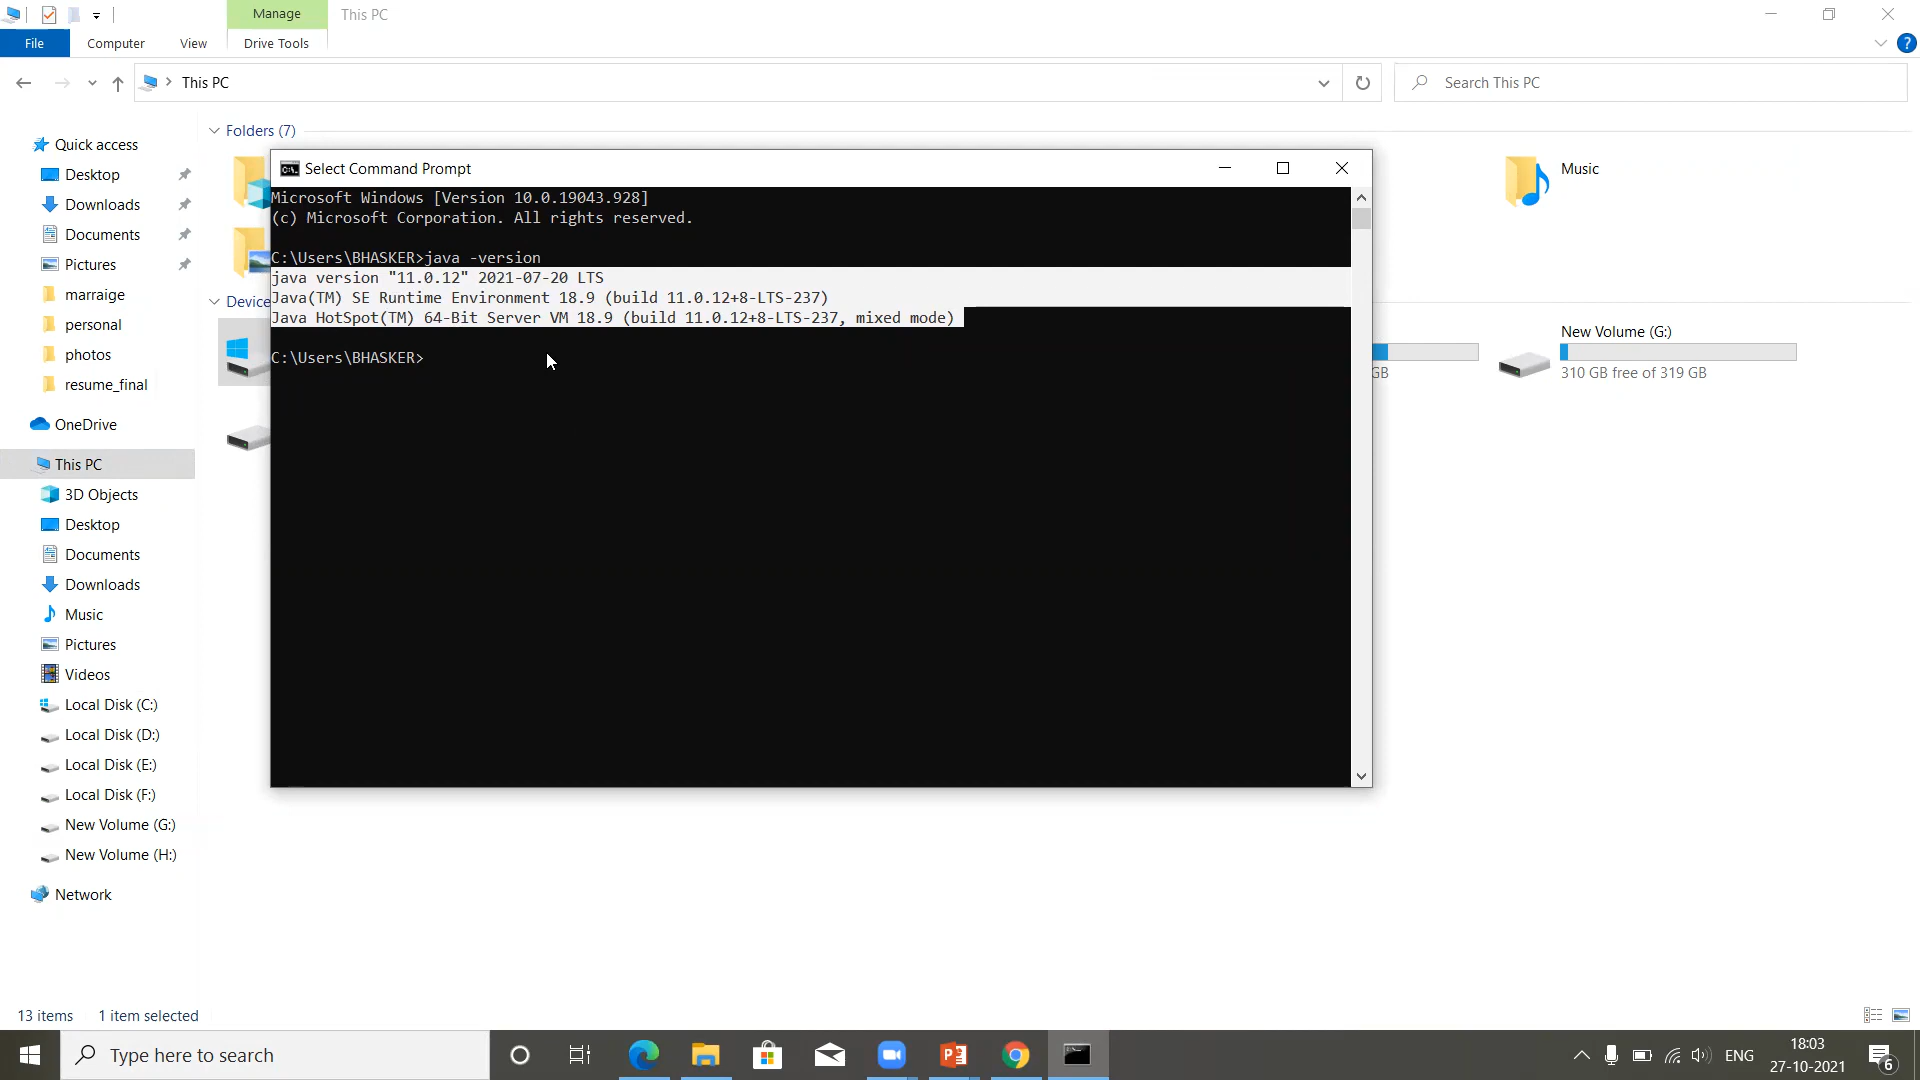 Manage
This PC
File
Computer
View
Drive Tools
This PC
Search This PC
Quick access
Desktop
Downloads
Documents
Pictures
marraige
personal
photos
resume_final
OneDrive
This PC
3D Objects
Desktop
Documents
Downloads
Music
Pictures
Videos
Local Disk (C:)
Local Disk (D:)
Local Disk (E:)
Local Disk (F:)
New Volume (G:)
New Volume (H:)
Network
Folders (7)
Music
New Volume (G:)
GB
310 GB free of 319 GB
Select Command Prompt
Microsoft Windows [Version 10.0.19043.928]
(c) Microsoft Corporation. All rights reserved.
C:\Users\BHASKER>java -version
java version "11.0.12" 2021-07-20 LTS
Java(TM) SE Runtime Environment 18.9 (build 11.0.12+8-LTS-237)
Java HotSpot(TM) 64-Bit Server VM 18.9 (build 11.0.12+8-LTS-237, mixed mode)
C:\Users\BHASKER>
13 items
1 item selected
Type here to search
ENG
18:03
27-10-2021
6